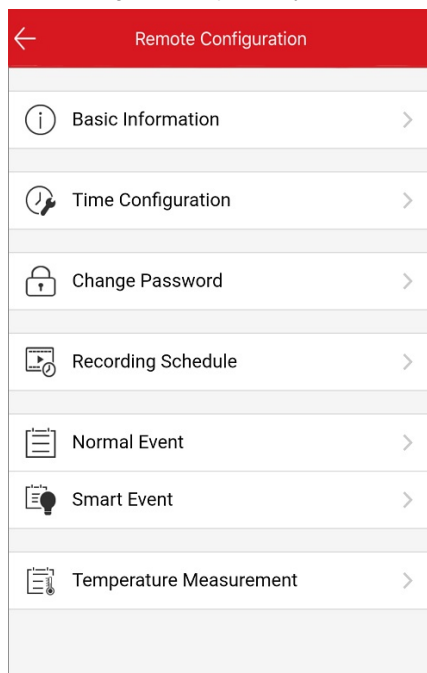 Remote Configuration
Basic Information
Time Configuration
Change Password
Recording Schedule
Normal Event
Smart Event
Temperature Measurement